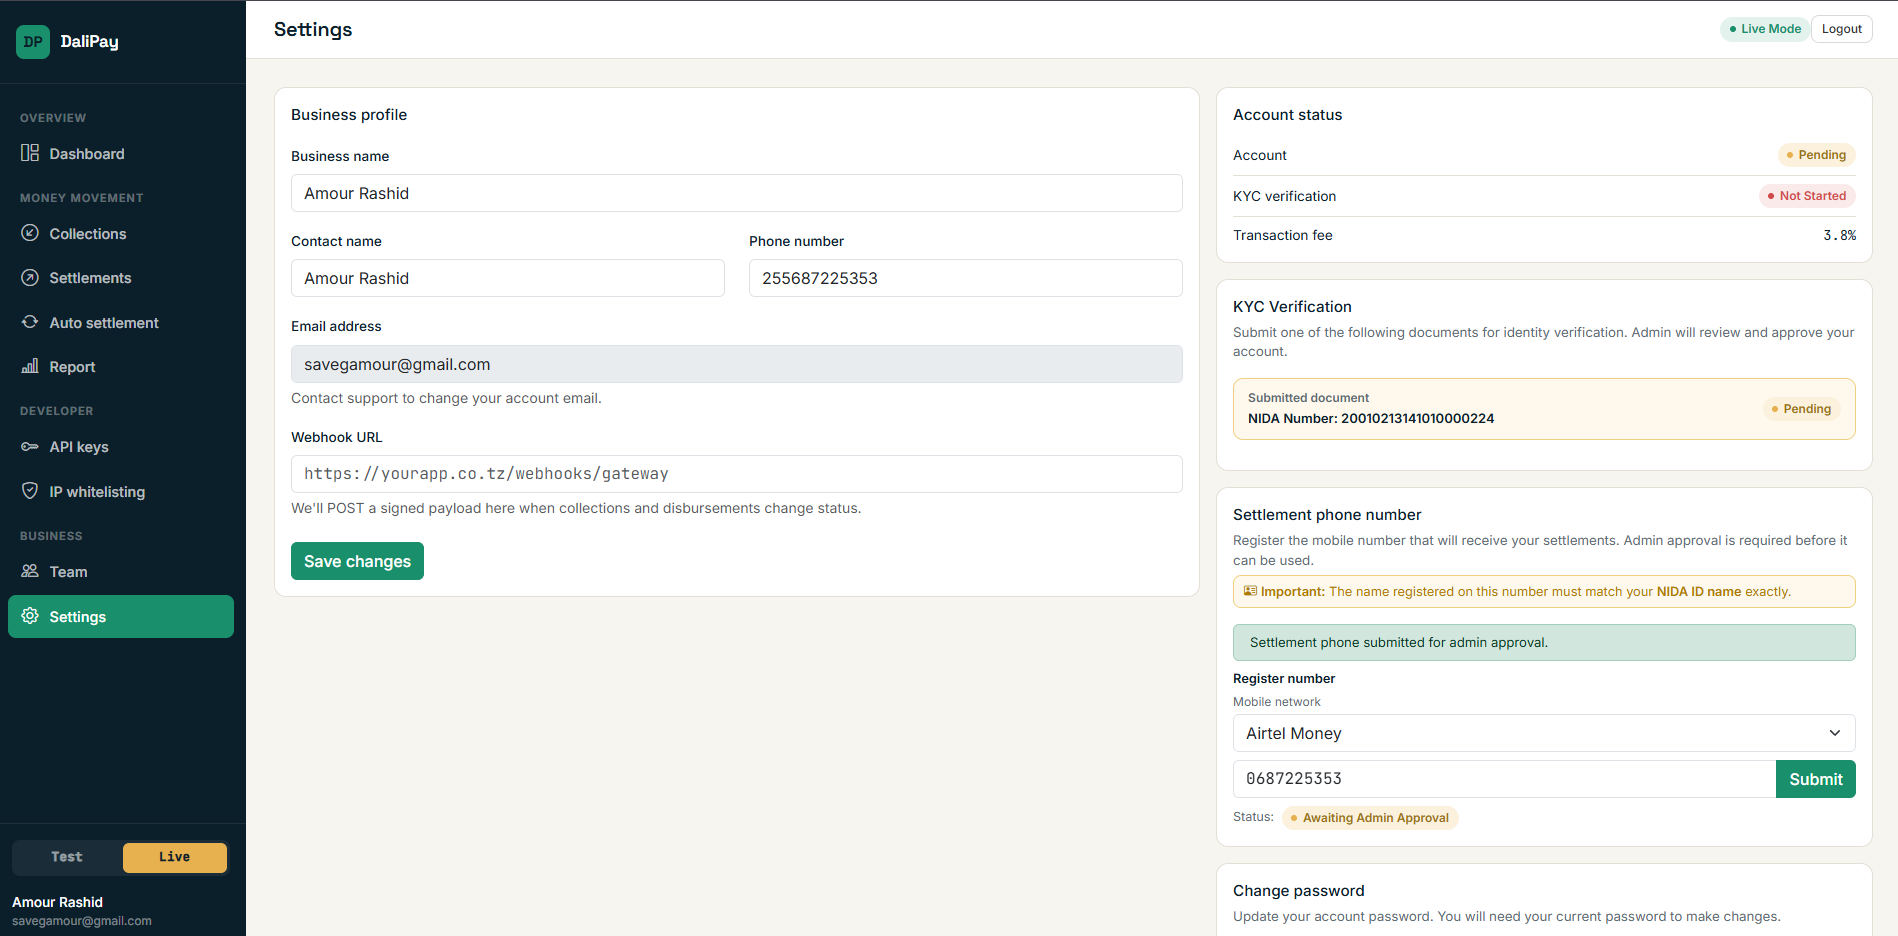 DP DaliPay
OVERVIEW
Dashboard
MONEY MOVEMENT
Collections
Settlements
Auto settlement
Report
DEVELOPER
API keys
IP whitelisting
BUSINESS
Team
Settings
Test Live
Amour Rashid
savegamour@gmail.com
Settings
Live Mode
Logout
Business profile
Business name
Amour Rashid
Contact name
Amour Rashid
Phone number
255687225353
Email address
savegamour@gmail.com
Contact support to change your account email.
Webhook URL
https://yourapp.co.tz/webhooks/gateway
We'll POST a signed payload here when collections and disbursements change status.
Save changes
Account status
Account Pending
KYC verification Not Started
Transaction fee 3.8%
KYC Verification
Submit one of the following documents for identity verification. Admin will review and approve your
account.
Submitted document
NIDA Number: 20010213141010000224
Pending
Settlement phone number
Register the mobile number that will receive your settlements. Admin approval is required before it
can be used.
Important: The name registered on this number must match your NIDA ID name exactly.
Settlement phone submitted for admin approval.
Register number
Mobile network
Airtel Money
0687225353 Submit
Status: Awaiting Admin Approval
Change password
Update your account password. You will need your current password to make changes.